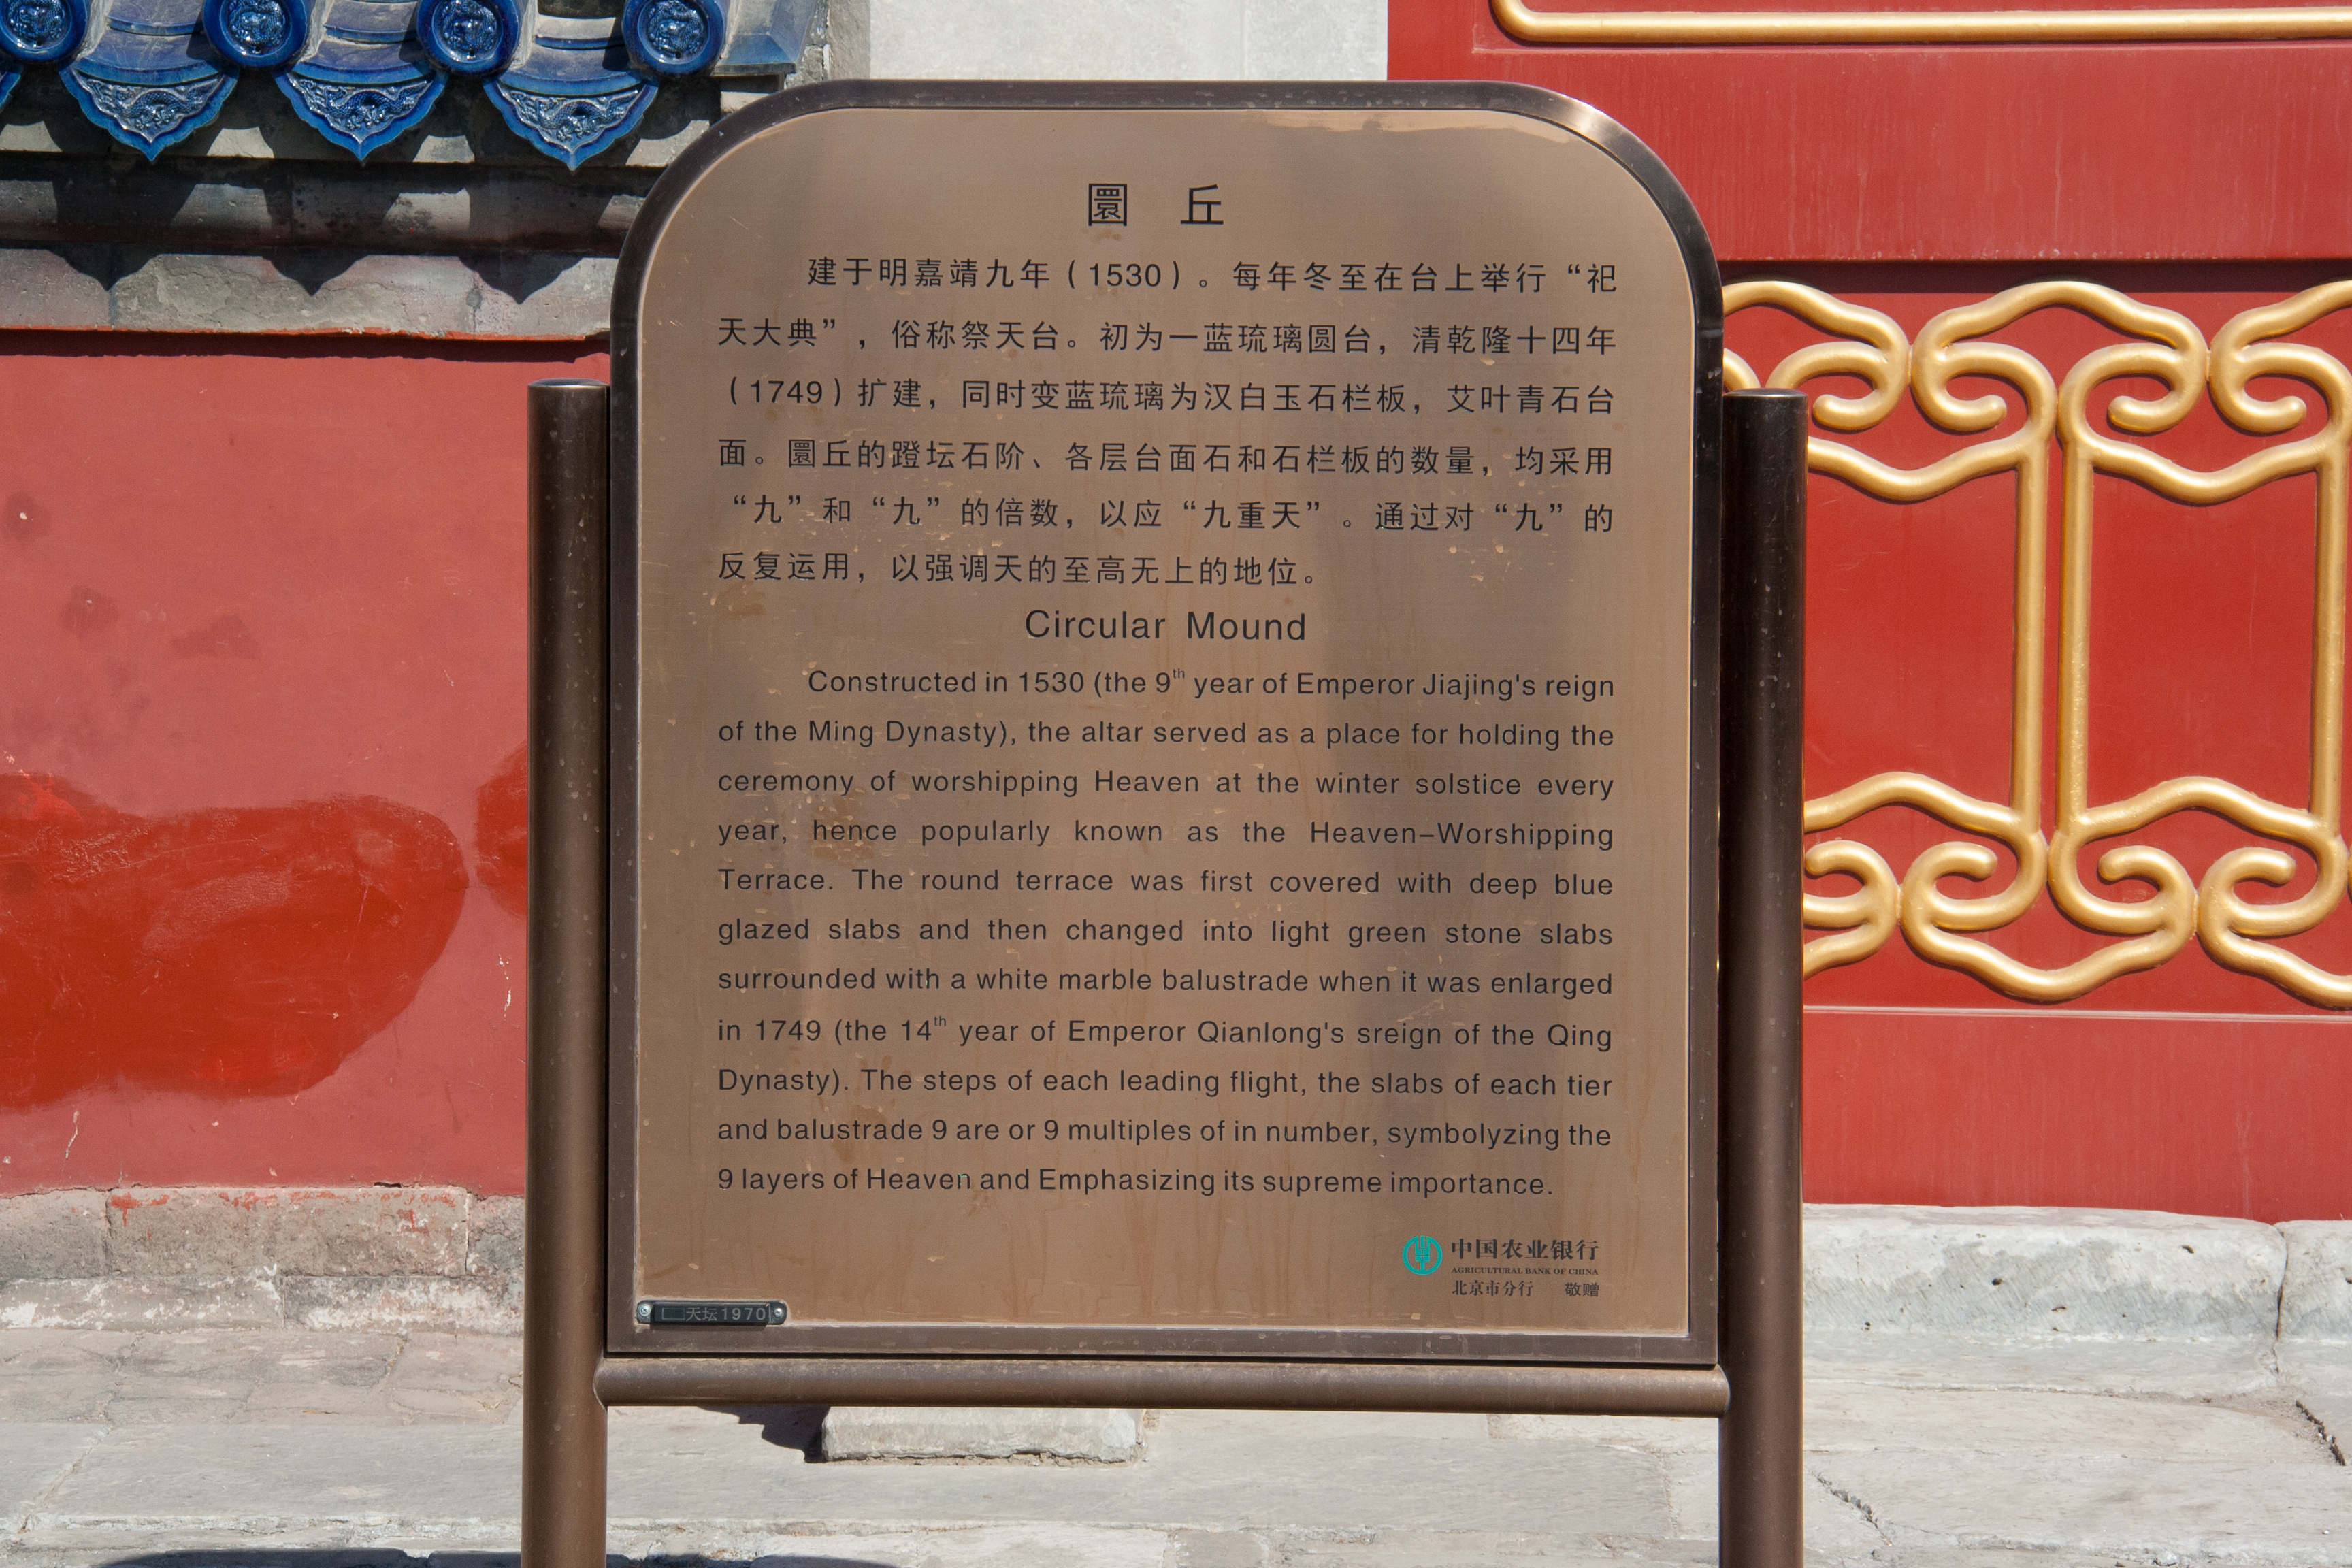 圜 丘
建于明嘉靖九年（1530）。每年冬至在台上举行“祀
天大典”，俗称祭天台。初为一蓝琉璃圆台，清乾隆十四年
（1749）扩建，同时变蓝琉璃为汉白玉石栏板，艾叶青石台
面。圜丘的蹬坛石阶、各层台面石和石栏板的数量，均采用
“九”和“九”的倍数，以应“九重天”。通过对“九”的
反复运用，以强调天的至高无上的地位。
Circular Mound
Constructed in 1530 (the 9th year of Emperor Jiajing's reign
of the Ming Dynasty), the altar served as a place for holding the
ceremony of worshipping Heaven at the winter solstice every
year, hence popularly known as the Heaven–Worshipping
Terrace. The round terrace was first covered with deep blue
glazed slabs and then changed into light green stone slabs
surrounded with a white marble balustrade when it was enlarged
in 1749 (the 14th year of Emperor Qianlong's sreign of the Qing
Dynasty). The steps of each leading flight, the slabs of each tier
and balustrade 9 are or 9 multiples of in number, symbolyzing the
9 layers of Heaven and Emphasizing its supreme importance.
中国农业银行
AGRICULTURAL BANK OF CHINA
北京市分行 敬赠
天坛1970